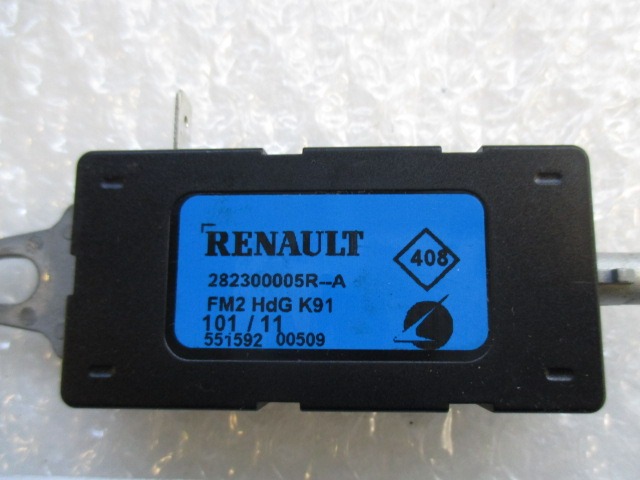 RENAULT
408
282300005R--A
FM2 HdG K91
101 / 11
551592 00509